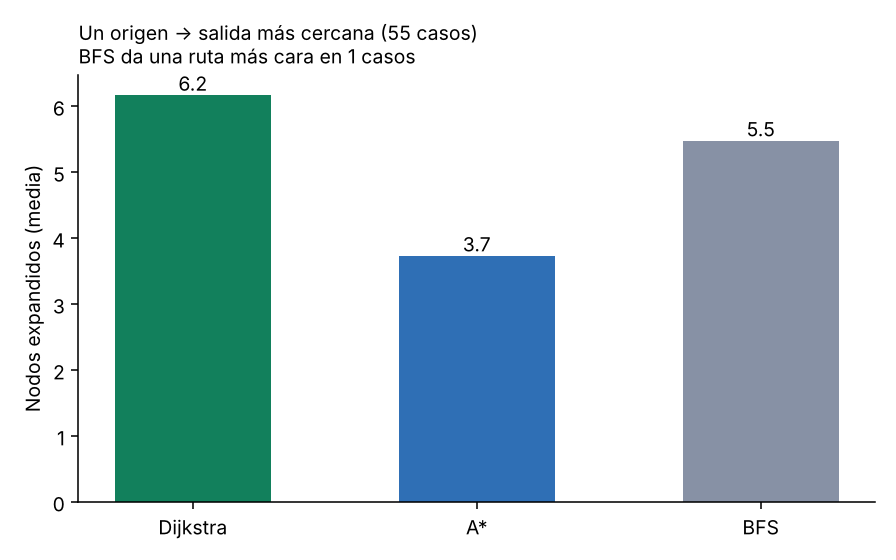 Un origen → salida más cercana (55 casos)
BFS da una ruta más cara en 1 casos
Nodos expandidos (media)
6
5
4
3
2
1
0
6.2
3.7
5.5
Dijkstra
A*
BFS